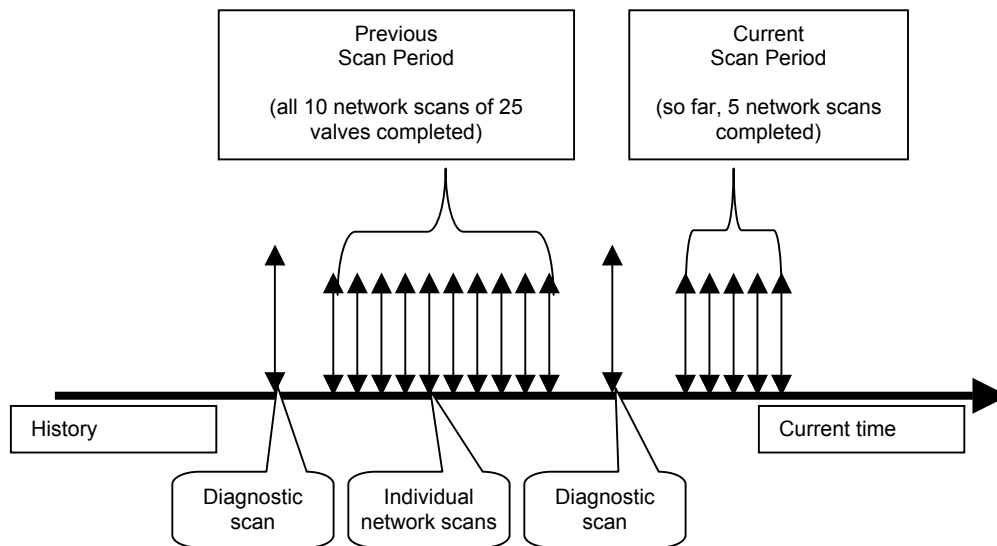 Previous
Scan Period
(all 10 network scans of 25
valves completed)
Current
Scan Period
(so far, 5 network scans
completed)
History
Current time
Diagnostic
scan
Individual
network scans
Diagnostic
scan